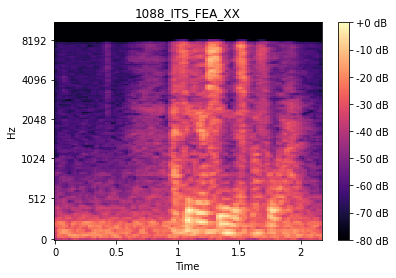 1088_ITS_FEA_XX
+0 dB
8192
-10 dB
4096
-20 dB
-30 dB
2048
Hz
-40 dB
1024
-50 dB
512
-60 dB
-70 dB
0
-80 dB
0 0.5 1 1.5 2
Time